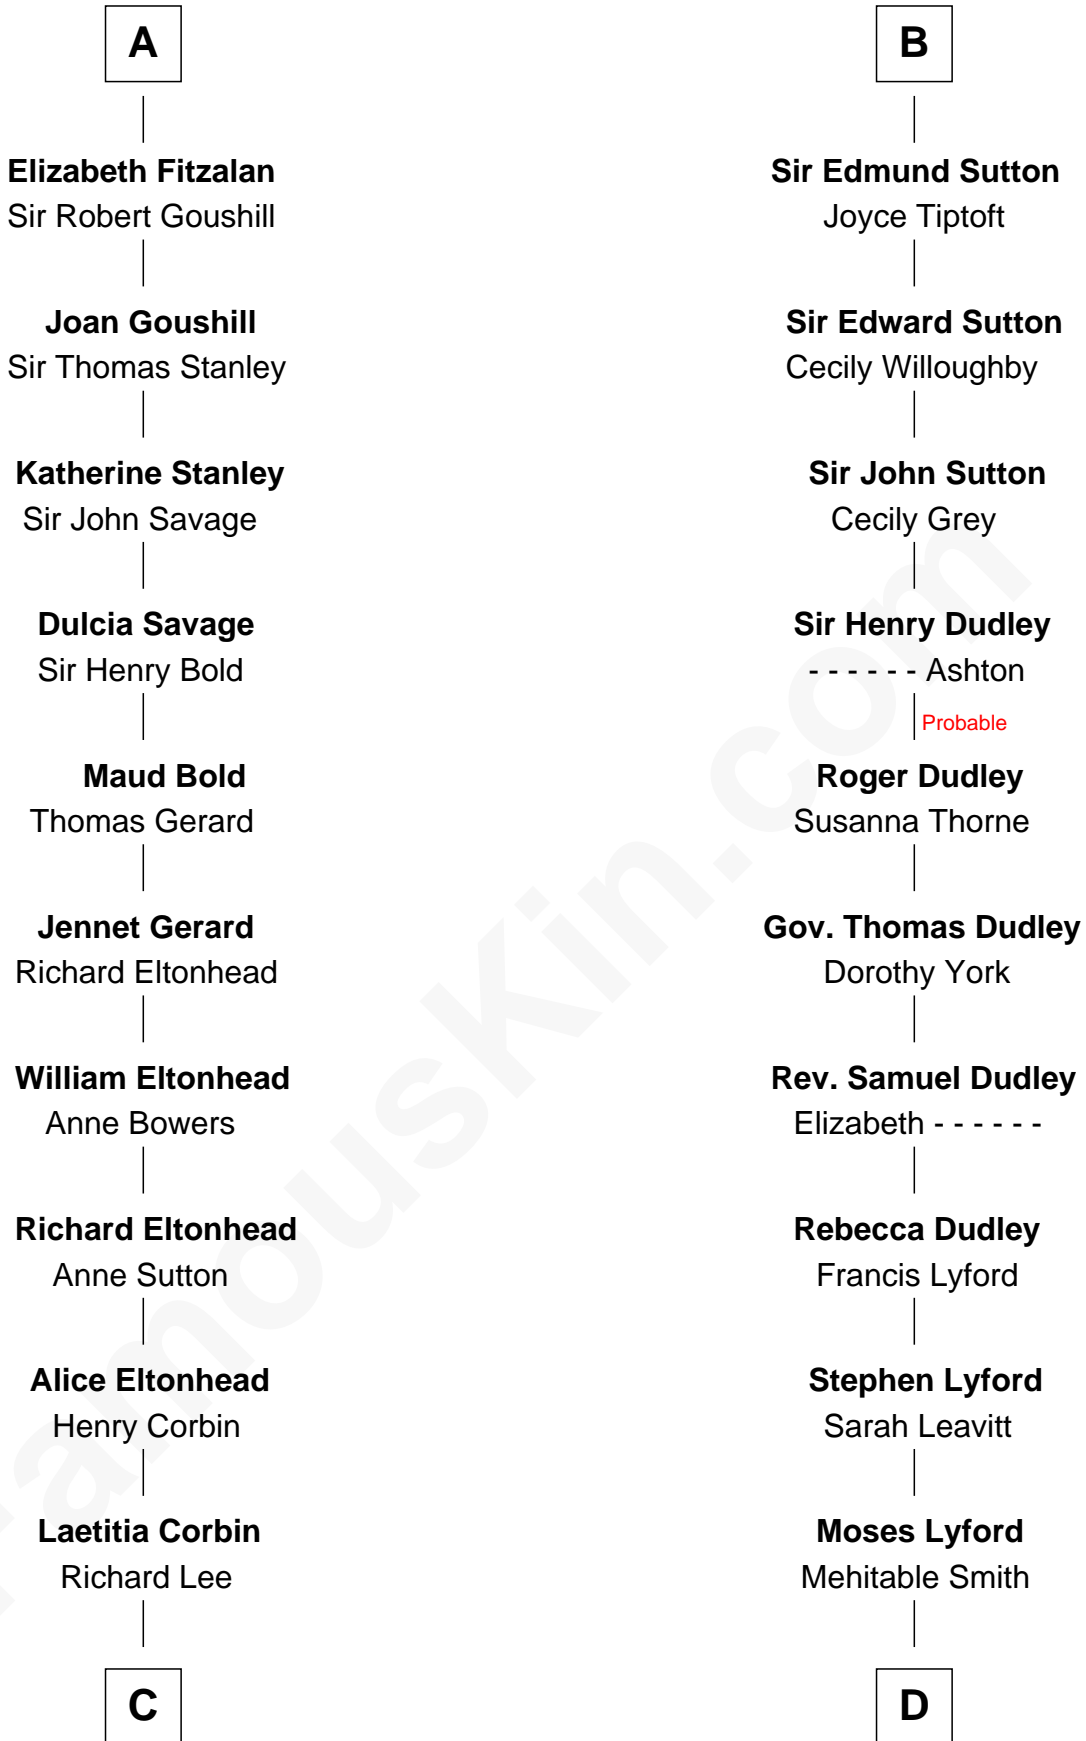 A
Elizabeth Fitzalan
Sir Robert Goushill
Joan Goushill
Sir Thomas Stanley
Katherine Stanley
Sir John Savage
Dulcia Savage
Sir Henry Bold
Maud Bold
Thomas Gerard
Jennet Gerard
Richard Eltonhead
William Eltonhead
Anne Bowers
Richard Eltonhead
Anne Sutton
Alice Eltonhead
Henry Corbin
Laetitia Corbin
Richard Lee
C
B
Sir Edmund Sutton
Joyce Tiptoft
Sir Edward Sutton
Cecily Willoughby
Sir John Sutton
Cecily Grey
Sir Henry Dudley
- - - - - - Ashton
Probable
Roger Dudley
Susanna Thorne
Gov. Thomas Dudley
Dorothy York
Rev. Samuel Dudley
Elizabeth - - - - - -
Rebecca Dudley
Francis Lyford
Stephen Lyford
Sarah Leavitt
Moses Lyford
Mehitable Smith
D
FamousKin.com